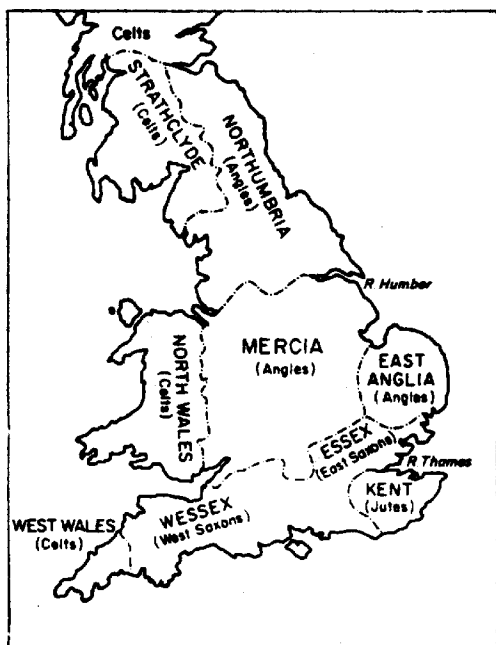 Celts
STRATHCLYDE
(Celts)
NORTHUMBRIA
(Angles)
R Humber
MERCIA
(Angles)
EAST
ANGLIA
(Angles)
NORTH WALES
(Celts)
ESSEX
(East Saxons)
R Thames
KENT
(Jutes)
WESSEX
(West Saxons)
WEST WALES
(Celts)